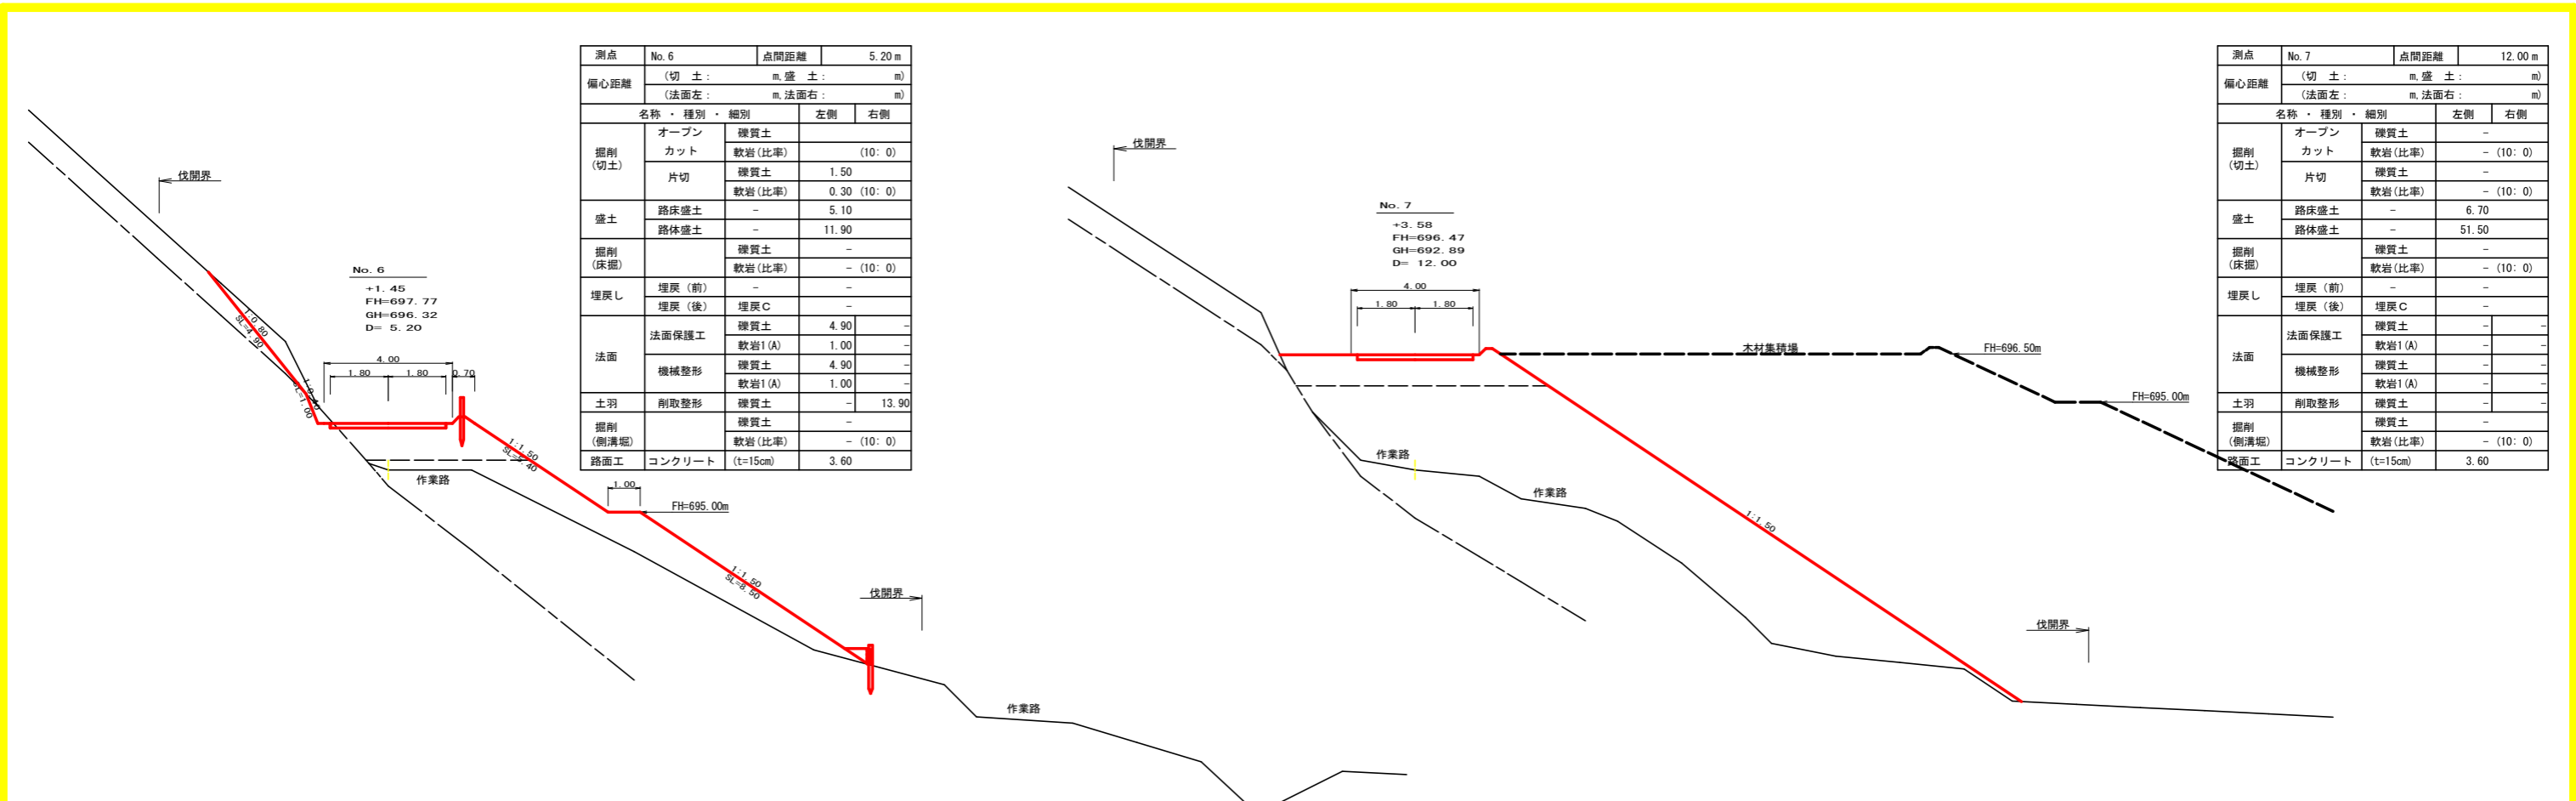 測点 No.6 点間距離 5.20 m
偏心距離 (切 土: m,盛 土: m)
(法面左: m,法面右: m)
名称 ・ 種別 ・ 細別 左側 右側
掘削(切土) オープンカット 礫質土
軟岩(比率) (10: 0)
片切 礫質土 1.50
軟岩(比率) 0.30 (10: 0)
盛土 路床盛土 - 5.10
路体盛土 - 11.90
掘削(床掘) 礫質土 -
軟岩(比率) - (10: 0)
埋戻し 埋戻(前) - -
埋戻(後) 埋戻C -
法面 法面保護工 礫質土 4.90 -
軟岩1(A) 1.00 -
機械整形 礫質土 4.90 -
軟岩1(A) 1.00 -
土羽 削取整形 礫質土 - 13.90
掘削(側溝堀) 礫質土 -
軟岩(比率) - (10: 0)
路面工 コンクリート (t=15cm) 3.60
伐開界
No. 6
+1.45
FH=697.77
GH=696.32
D= 5.20
1:0.80
SL=4.90
SL=1.00
4.00
1.80 1.80 0.70
作業路
1:1.50
1.00
FH=695.00m
1:1.50
SL=8.50
伐開界
作業路
測点 No.7 点間距離 12.00 m
偏心距離 (切 土: m,盛 土: m)
(法面左: m,法面右: m)
名称 ・ 種別 ・ 細別 左側 右側
掘削(切土) オープンカット 礫質土 -
軟岩(比率) - (10: 0)
片切 礫質土 -
軟岩(比率) - (10: 0)
盛土 路床盛土 - 6.70
路体盛土 - 51.50
掘削(床掘) 礫質土 -
軟岩(比率) - (10: 0)
埋戻し 埋戻(前) - -
埋戻(後) 埋戻C -
法面 法面保護工 礫質土 - -
軟岩1(A) - -
機械整形 礫質土 - -
軟岩1(A) - -
土羽 削取整形 礫質土 - -
掘削(側溝堀) 礫質土 -
軟岩(比率) - (10: 0)
路面工 コンクリート (t=15cm) 3.60
伐開界
No. 7
+3.58
FH=696.47
GH=692.89
D= 12.00
4.00
1.80 1.80
木材集積場
FH=696.50m
FH=695.00m
作業路
作業路
1:1.50
伐開界